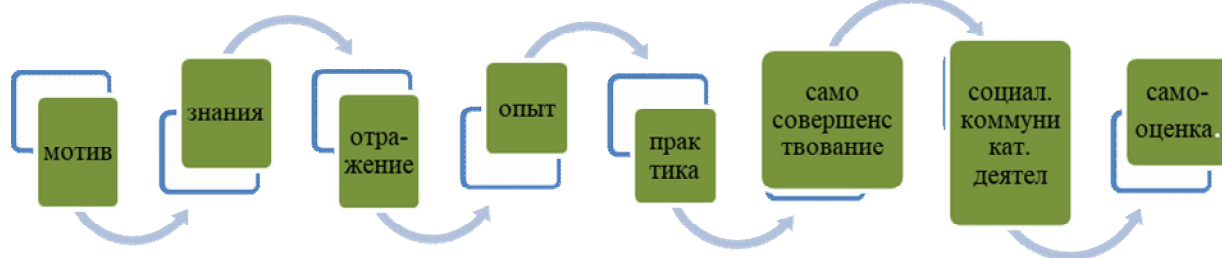 мотив
знания
отра-
жение
опыт
прак
тика
само
совершенс
твование
социал.
коммуни
кат.
деятел
само-
оценка.